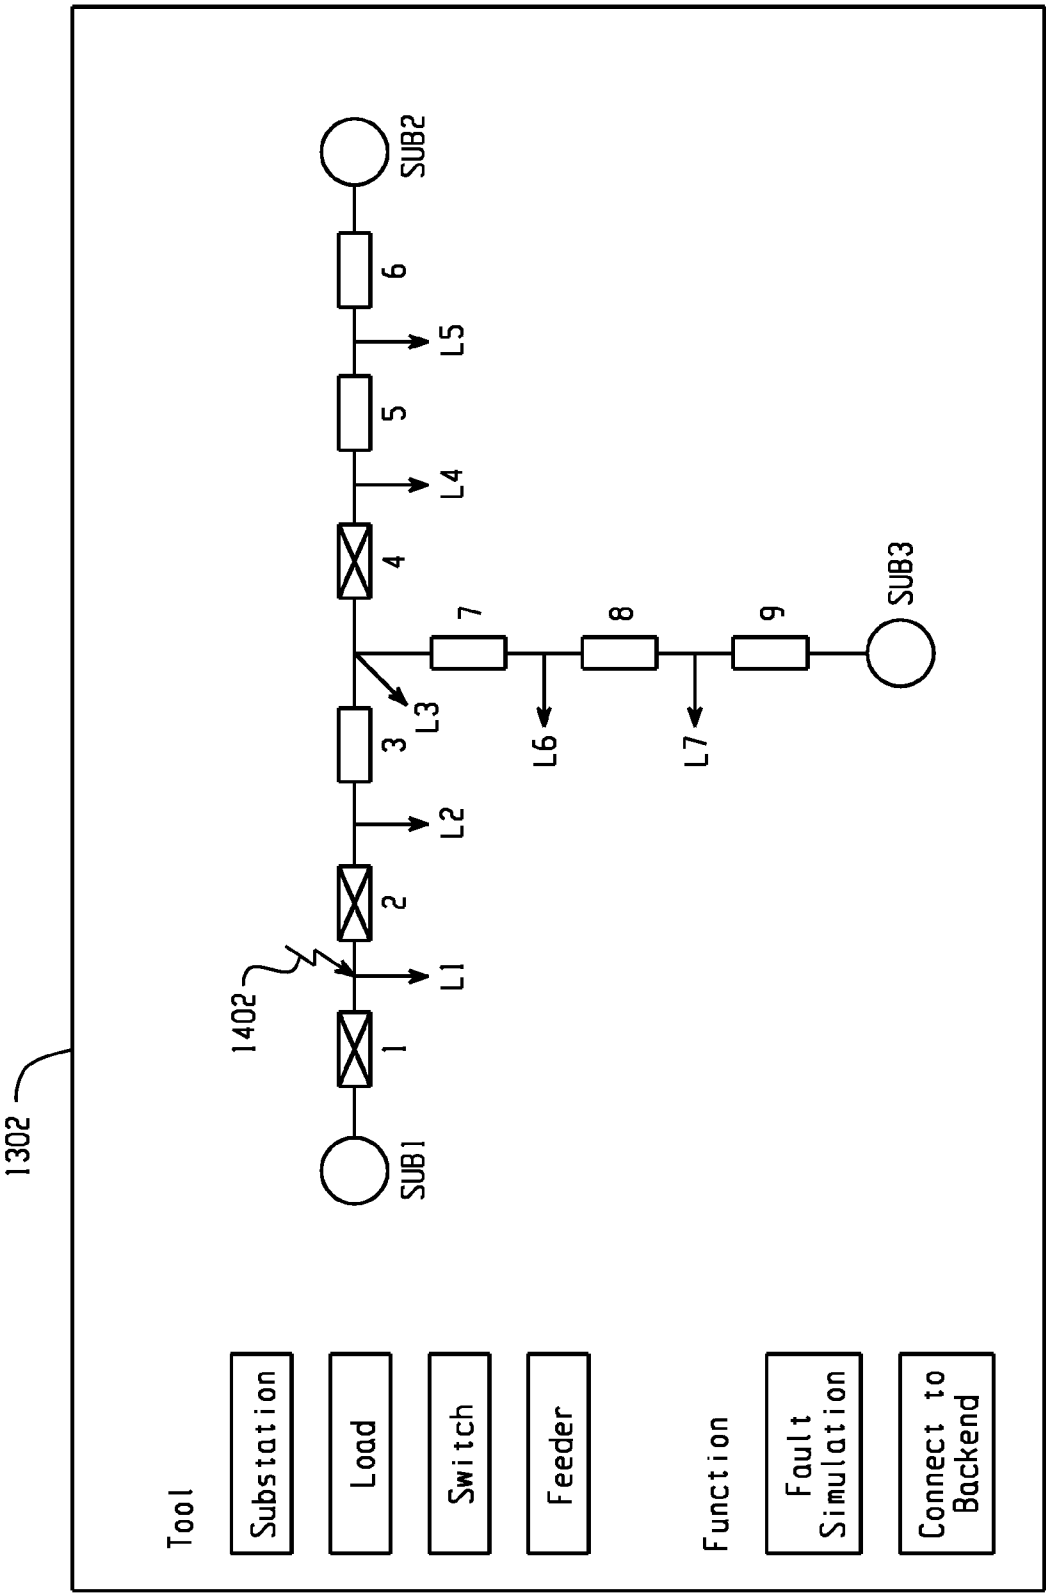 1302
Tool
Substation
Load
Switch
Feeder
Function
Fault
Simulation
Connect to
Backend
1402
SUB1
1
L1
2
L2
3
L3
4
L4
5
L5
6
SUB2
7
L6
8
L7
9
SUB3